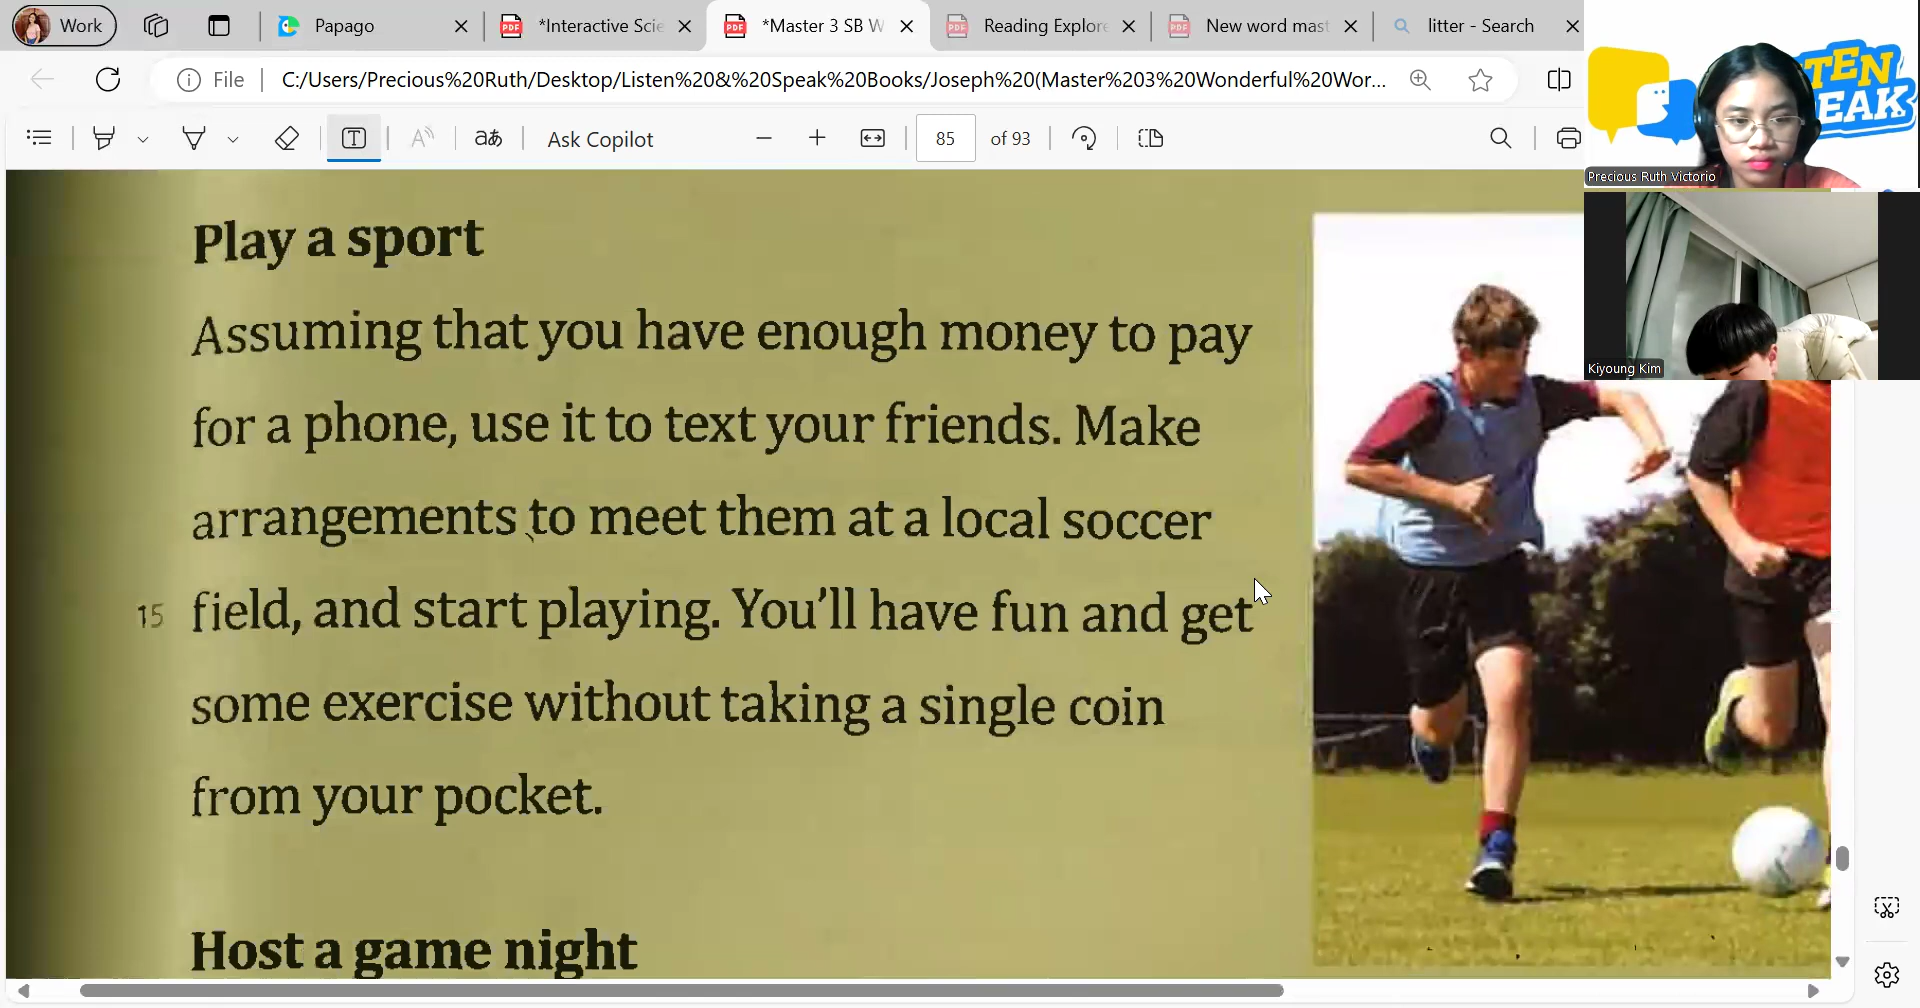 Work
Papago
*Interactive Scie
*Master 3 SB W
Reading Explore
New word mast
litter - Search
File
C:/Users/Precious%20Ruth/Desktop/Listen%20&%20Speak%20Books/Joseph%20(Master%203%20Wonderful%20Wor...
Ask Copilot
85 of 93
TEN
EAK
Precious Ruth Victorio
Kiyoung Kim
Play a sport
Assuming that you have enough money to pay
for a phone, use it to text your friends. Make
arrangements to meet them at a local soccer
15 field, and start playing. You'll have fun and get
some exercise without taking a single coin
from your pocket.
Host a game night